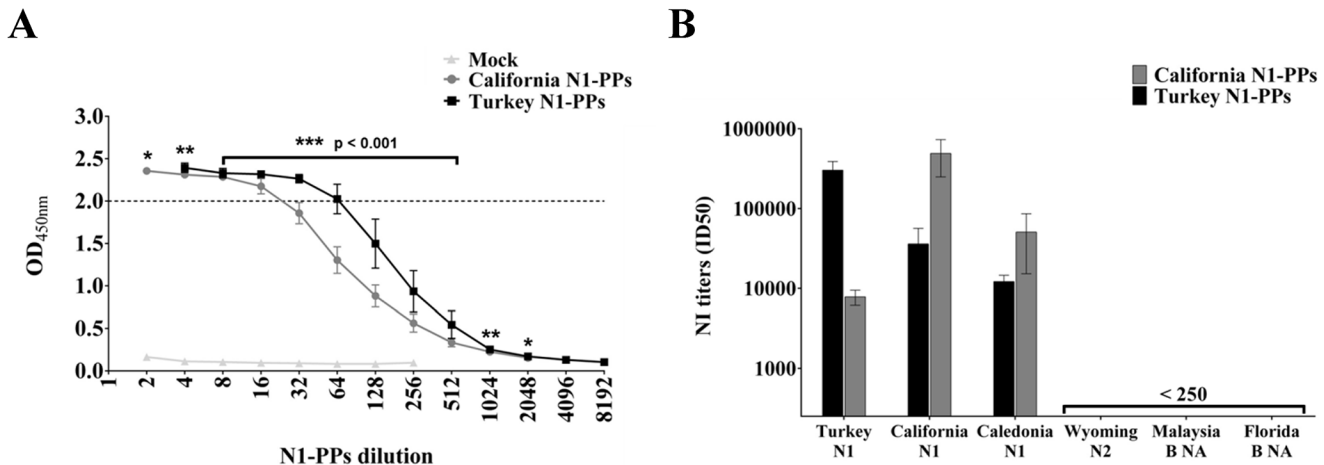 A
Mock
California N1-PPs
Turkey N1-PPs
3.0
2.5
2.0
1.5
1.0
0.5
0.0
OD450nm
* ** *** p < 0.001
** *
1 2 4 8 16 32 64 128 256 512 1024 2048 4096 8192
N1-PPs dilution
B
California N1-PPs
Turkey N1-PPs
1000000
100000
10000
1000
NI titers (ID50)
< 250
Turkey California Caledonia Wyoming Malaysia Florida
N1 N1 N1 N2 B NA B NA